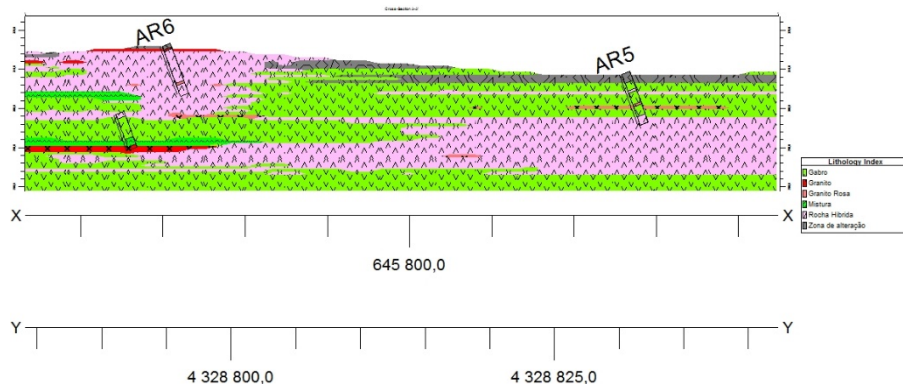 AR6
AR5
Lithology Index
Gabro
Granito
Granito Rosa
Mistura
Rocha Híbrida
Zona de alteração
X
X
645 800,0
Y
Y
4 328 800,0
4 328 825,0